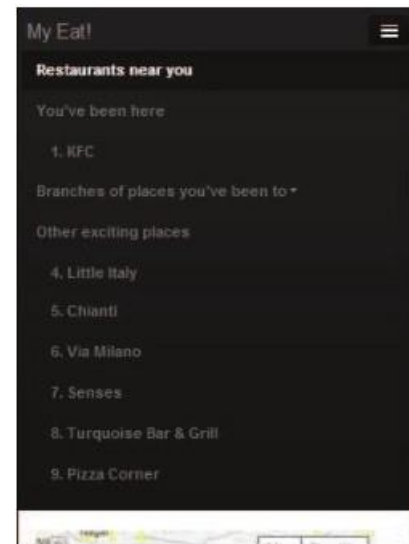 My Eat!
Restaurants near you
You've been here
1. KFC
Branches of places you've been to
Other exciting places
4. Little Italy
5. Chianti
6. Via Milano
7. Senses
8. Turquoise Bar & Grill
9. Pizza Corner